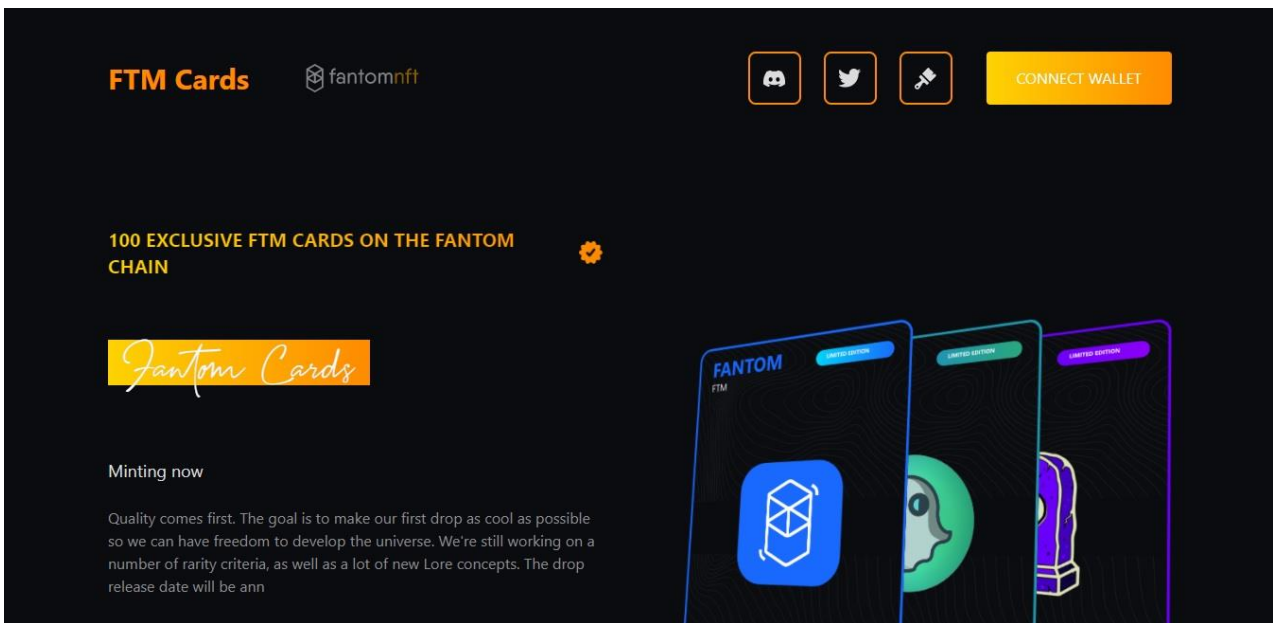 FTM Cards
fantomnft
CONNECT WALLET
100 EXCLUSIVE FTM CARDS ON THE FANTOM
CHAIN
Fantom Cards
Minting now
Quality comes first. The goal is to make our first drop as cool as possible
so we can have freedom to develop the universe. We're still working on a
number of rarity criteria, as well as a lot of new Lore concepts. The drop
release date will be ann
FANTOM
FTM
LIMITED EDITION
LIMITED EDITION
LIMITED EDITION